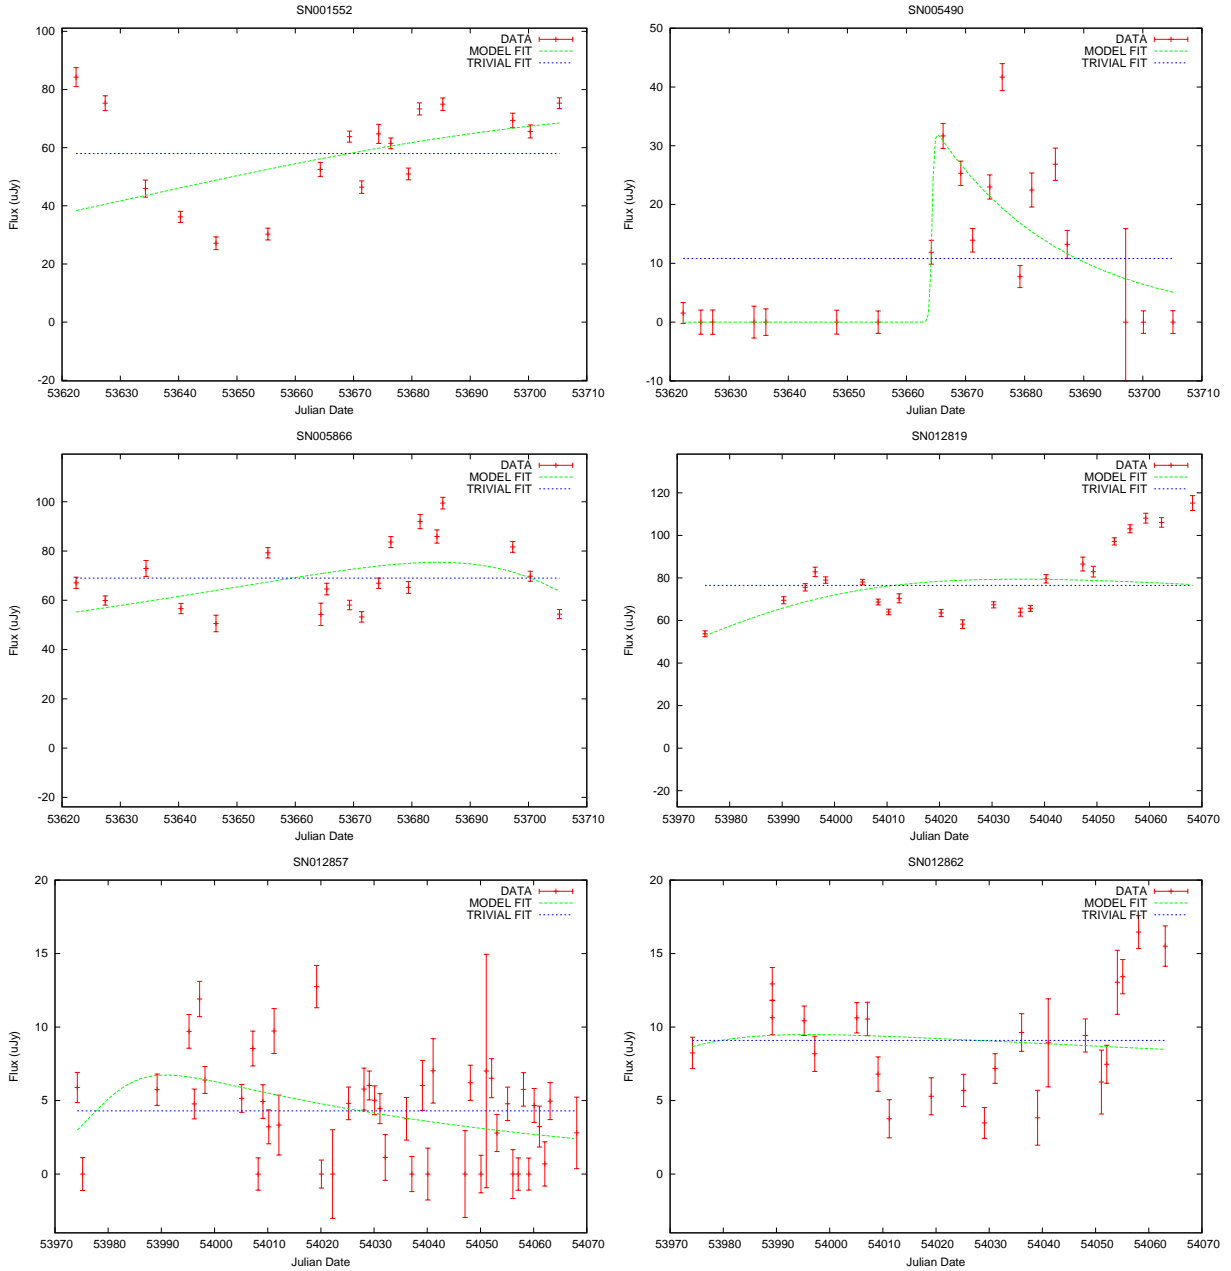 SN001552
100
80
60
40
20
0
-20
Flux (uJy)
DATA
MODEL FIT
TRIVIAL FIT
53620 53630 53640 53650 53660 53670 53680 53690 53700 53710
Julian Date
SN005490
50
40
30
20
10
0
-10
Flux (uJy)
DATA
MODEL FIT
TRIVIAL FIT
53620 53630 53640 53650 53660 53670 53680 53690 53700 53710
Julian Date
SN005866
100
80
60
40
20
0
-20
Flux (uJy)
DATA
MODEL FIT
TRIVIAL FIT
53620 53630 53640 53650 53660 53670 53680 53690 53700 53710
Julian Date
SN012819
120
100
80
60
40
20
0
-20
Flux (uJy)
DATA
MODEL FIT
TRIVIAL FIT
53970 53980 53990 54000 54010 54020 54030 54040 54050 54060 54070
Julian Date
SN012857
20
15
10
5
0
Flux (uJy)
DATA
MODEL FIT
TRIVIAL FIT
53970 53980 53990 54000 54010 54020 54030 54040 54050 54060 54070
Julian Date
SN012862
20
15
10
5
0
Flux (uJy)
DATA
MODEL FIT
TRIVIAL FIT
53970 53980 53990 54000 54010 54020 54030 54040 54050 54060 54070
Julian Date